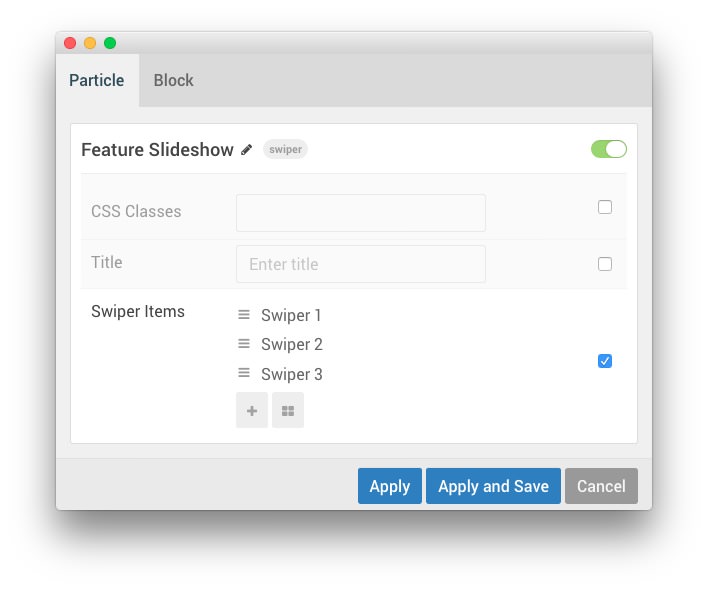 Particle Block
Feature Slideshow swiper
CSS Classes
Title Enter title
Swiper Items
Swiper 1
Swiper 2
Swiper 3
Apply Apply and Save Cancel